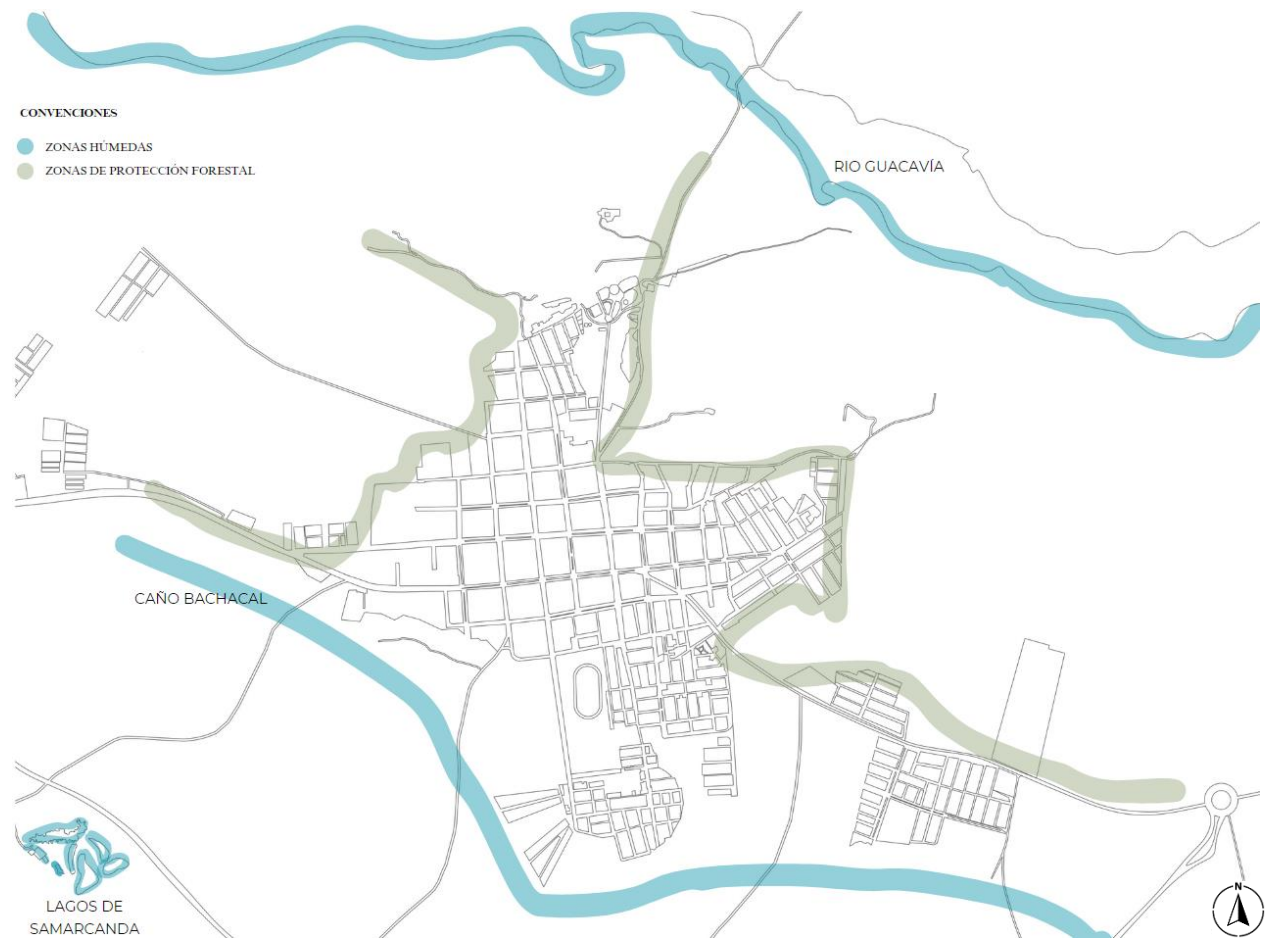 CONVENCIONES
ZONAS HÚMEDAS
ZONAS DE PROTECCIÓN FORESTAL
RIO GUACAVÍA
CAÑO BACHACAL
LAGOS DE
SAMARCANDA
N